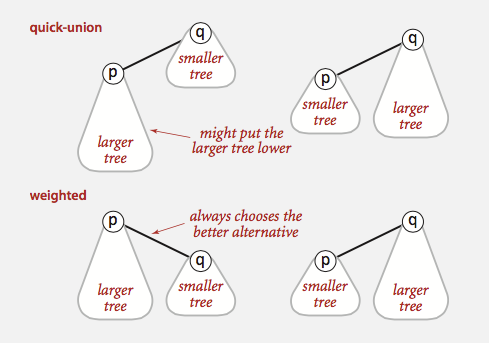 quick-union
q
smaller
tree
p
larger
tree
might put the
larger tree lower
q
p
smaller
tree
larger
tree
weighted
p
always chooses the
better alternative
q
larger
tree
smaller
tree
q
p
smaller
tree
larger
tree